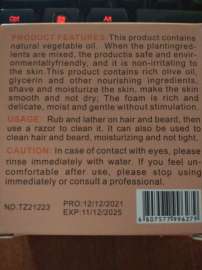 PRODUCT FEATURES:This product contains
natural vegetable oil. When the plantingred-
ients are mixed, the productis safe and envir-
onmentallyfriendly, and it is non-irritating to
the skin.This product contains rich olive oil,
glycerin and other nourishing ingredients,
shave and moisturize the skin, make the skin
smooth and not dry; The foam is rich and
delicate, moist and gentle without stimulation.
USAGE: Rub and lather on hair and beard, then
use a razor to clean it. It can also be used to
clean hair and beard, moisturizing and not tight.
CAUTION: In case of contact with eyes, please
rinse immediately with water. If you feel un-
comfortable after use, please stop using
immediately or consult a professional.
NO.TZ21223
PRO:12/12/2021
EXP:11/12/2025
6907577996279